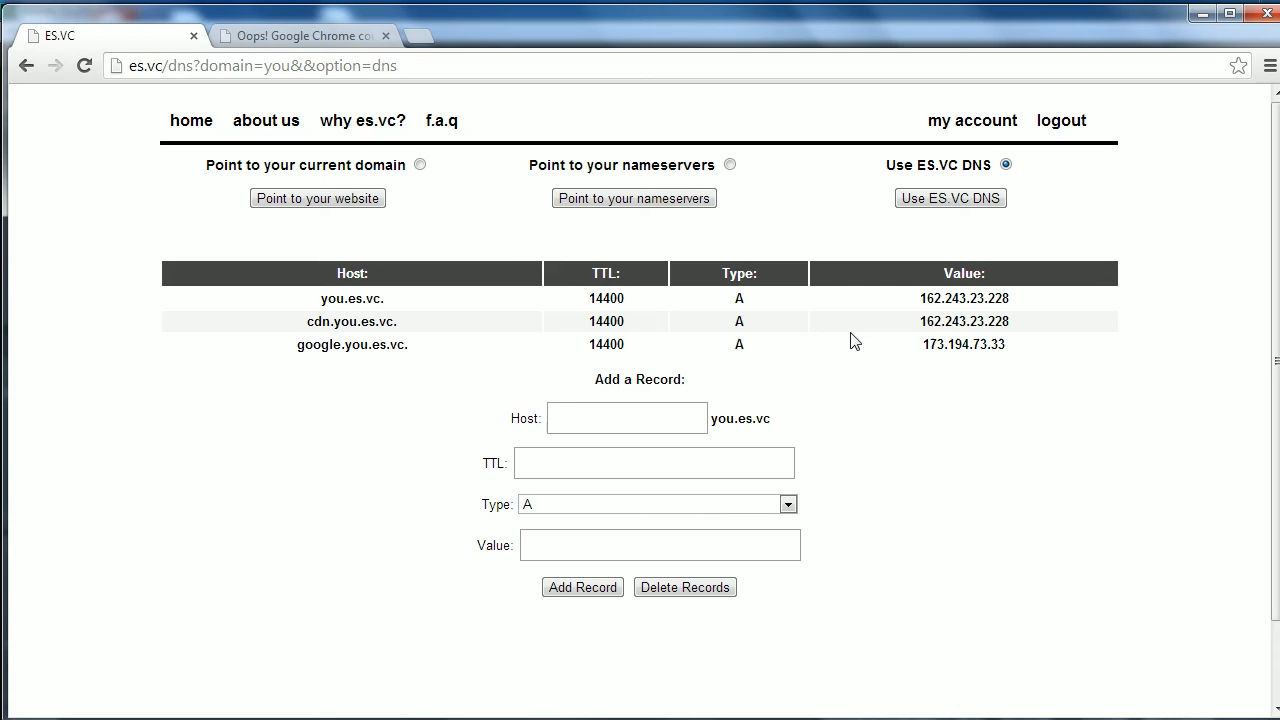 ES.VC
Oops! Google Chrome co
es.vc/dns?domain=you&&option=dns
home about us why es.vc? f.a.q my account logout
Point to your current domain Point to your nameservers Use ES.VC DNS
Point to your website Point to your nameservers Use ES.VC DNS
Host: TTL: Type: Value:
you.es.vc. 14400 A 162.243.23.228
cdn.you.es.vc. 14400 A 162.243.23.228
google.you.es.vc. 14400 A 173.194.73.33
Add a Record:
Host: you.es.vc
TTL:
Type: A
Value:
Add Record Delete Records